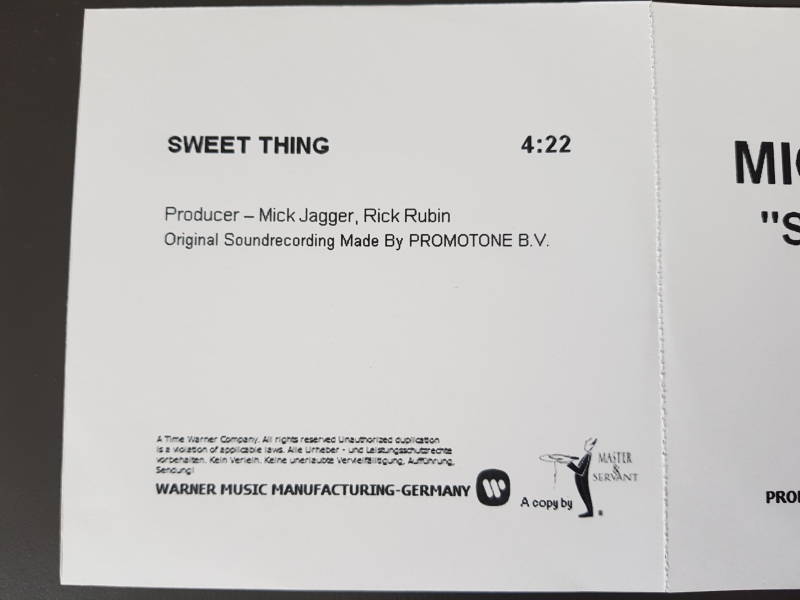 SWEET THING 4:22
Producer – Mick Jagger, Rick Rubin
Original Soundrecording Made By PROMOTONE B.V.
A Time Warner Company. All rights reserved Unauthorized duplication
is a violation of applicable laws. Alle Urheber - und Leistungsschutzrechte
vorbehalten. Kein Verleih. Keine unerlaubte Vervielfältigung, Aufführung,
Sendung!
WARNER MUSIC MANUFACTURING-GERMANY
A copy by
MASTER
&
SERVANT
MIC
"S
PRO